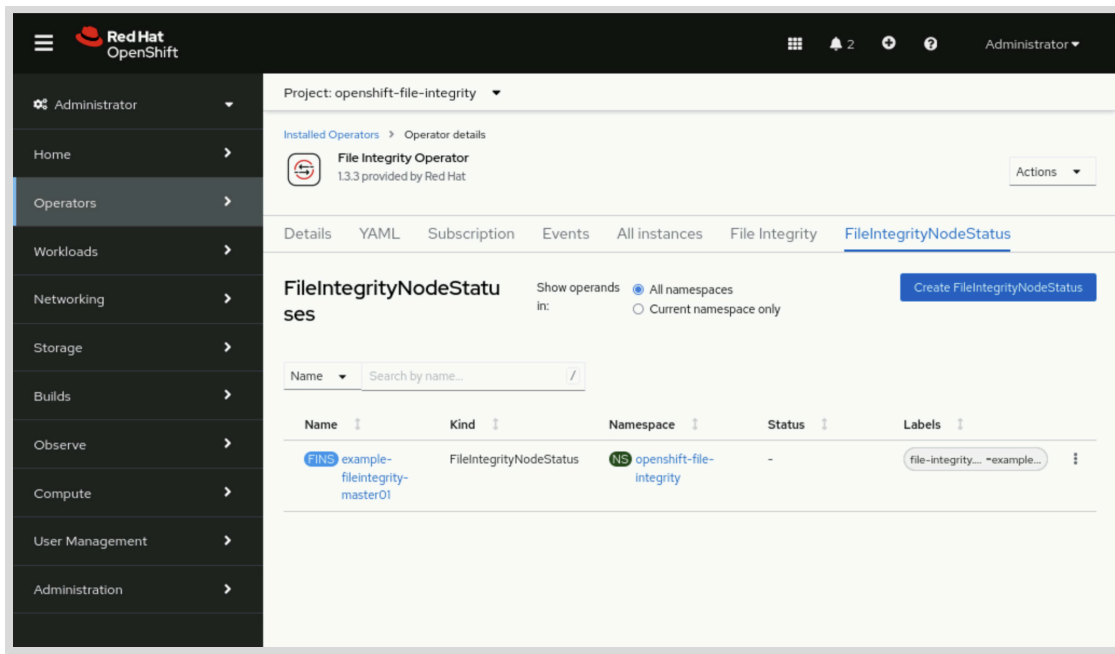 Red Hat
OpenShift
2
Administrator
Administrator
Home
Operators
Workloads
Networking
Storage
Builds
Observe
Compute
User Management
Administration
Project: openshift-file-integrity
Installed Operators > Operator details
File Integrity Operator
1.3.3 provided by Red Hat
Actions
Details YAML Subscription Events All instances File Integrity FileIntegrityNodeStatus
FileIntegrityNodeStatu
ses
Show operands
in:
All namespaces
Current namespace only
Create FileIntegrityNodeStatus
Name Search by name... /
Name Kind Namespace Status Labels
FINS example-
fileintegrity-
master01
FileIntegrityNodeStatus
NS openshift-file-
integrity
-
file-integrity.... =example...